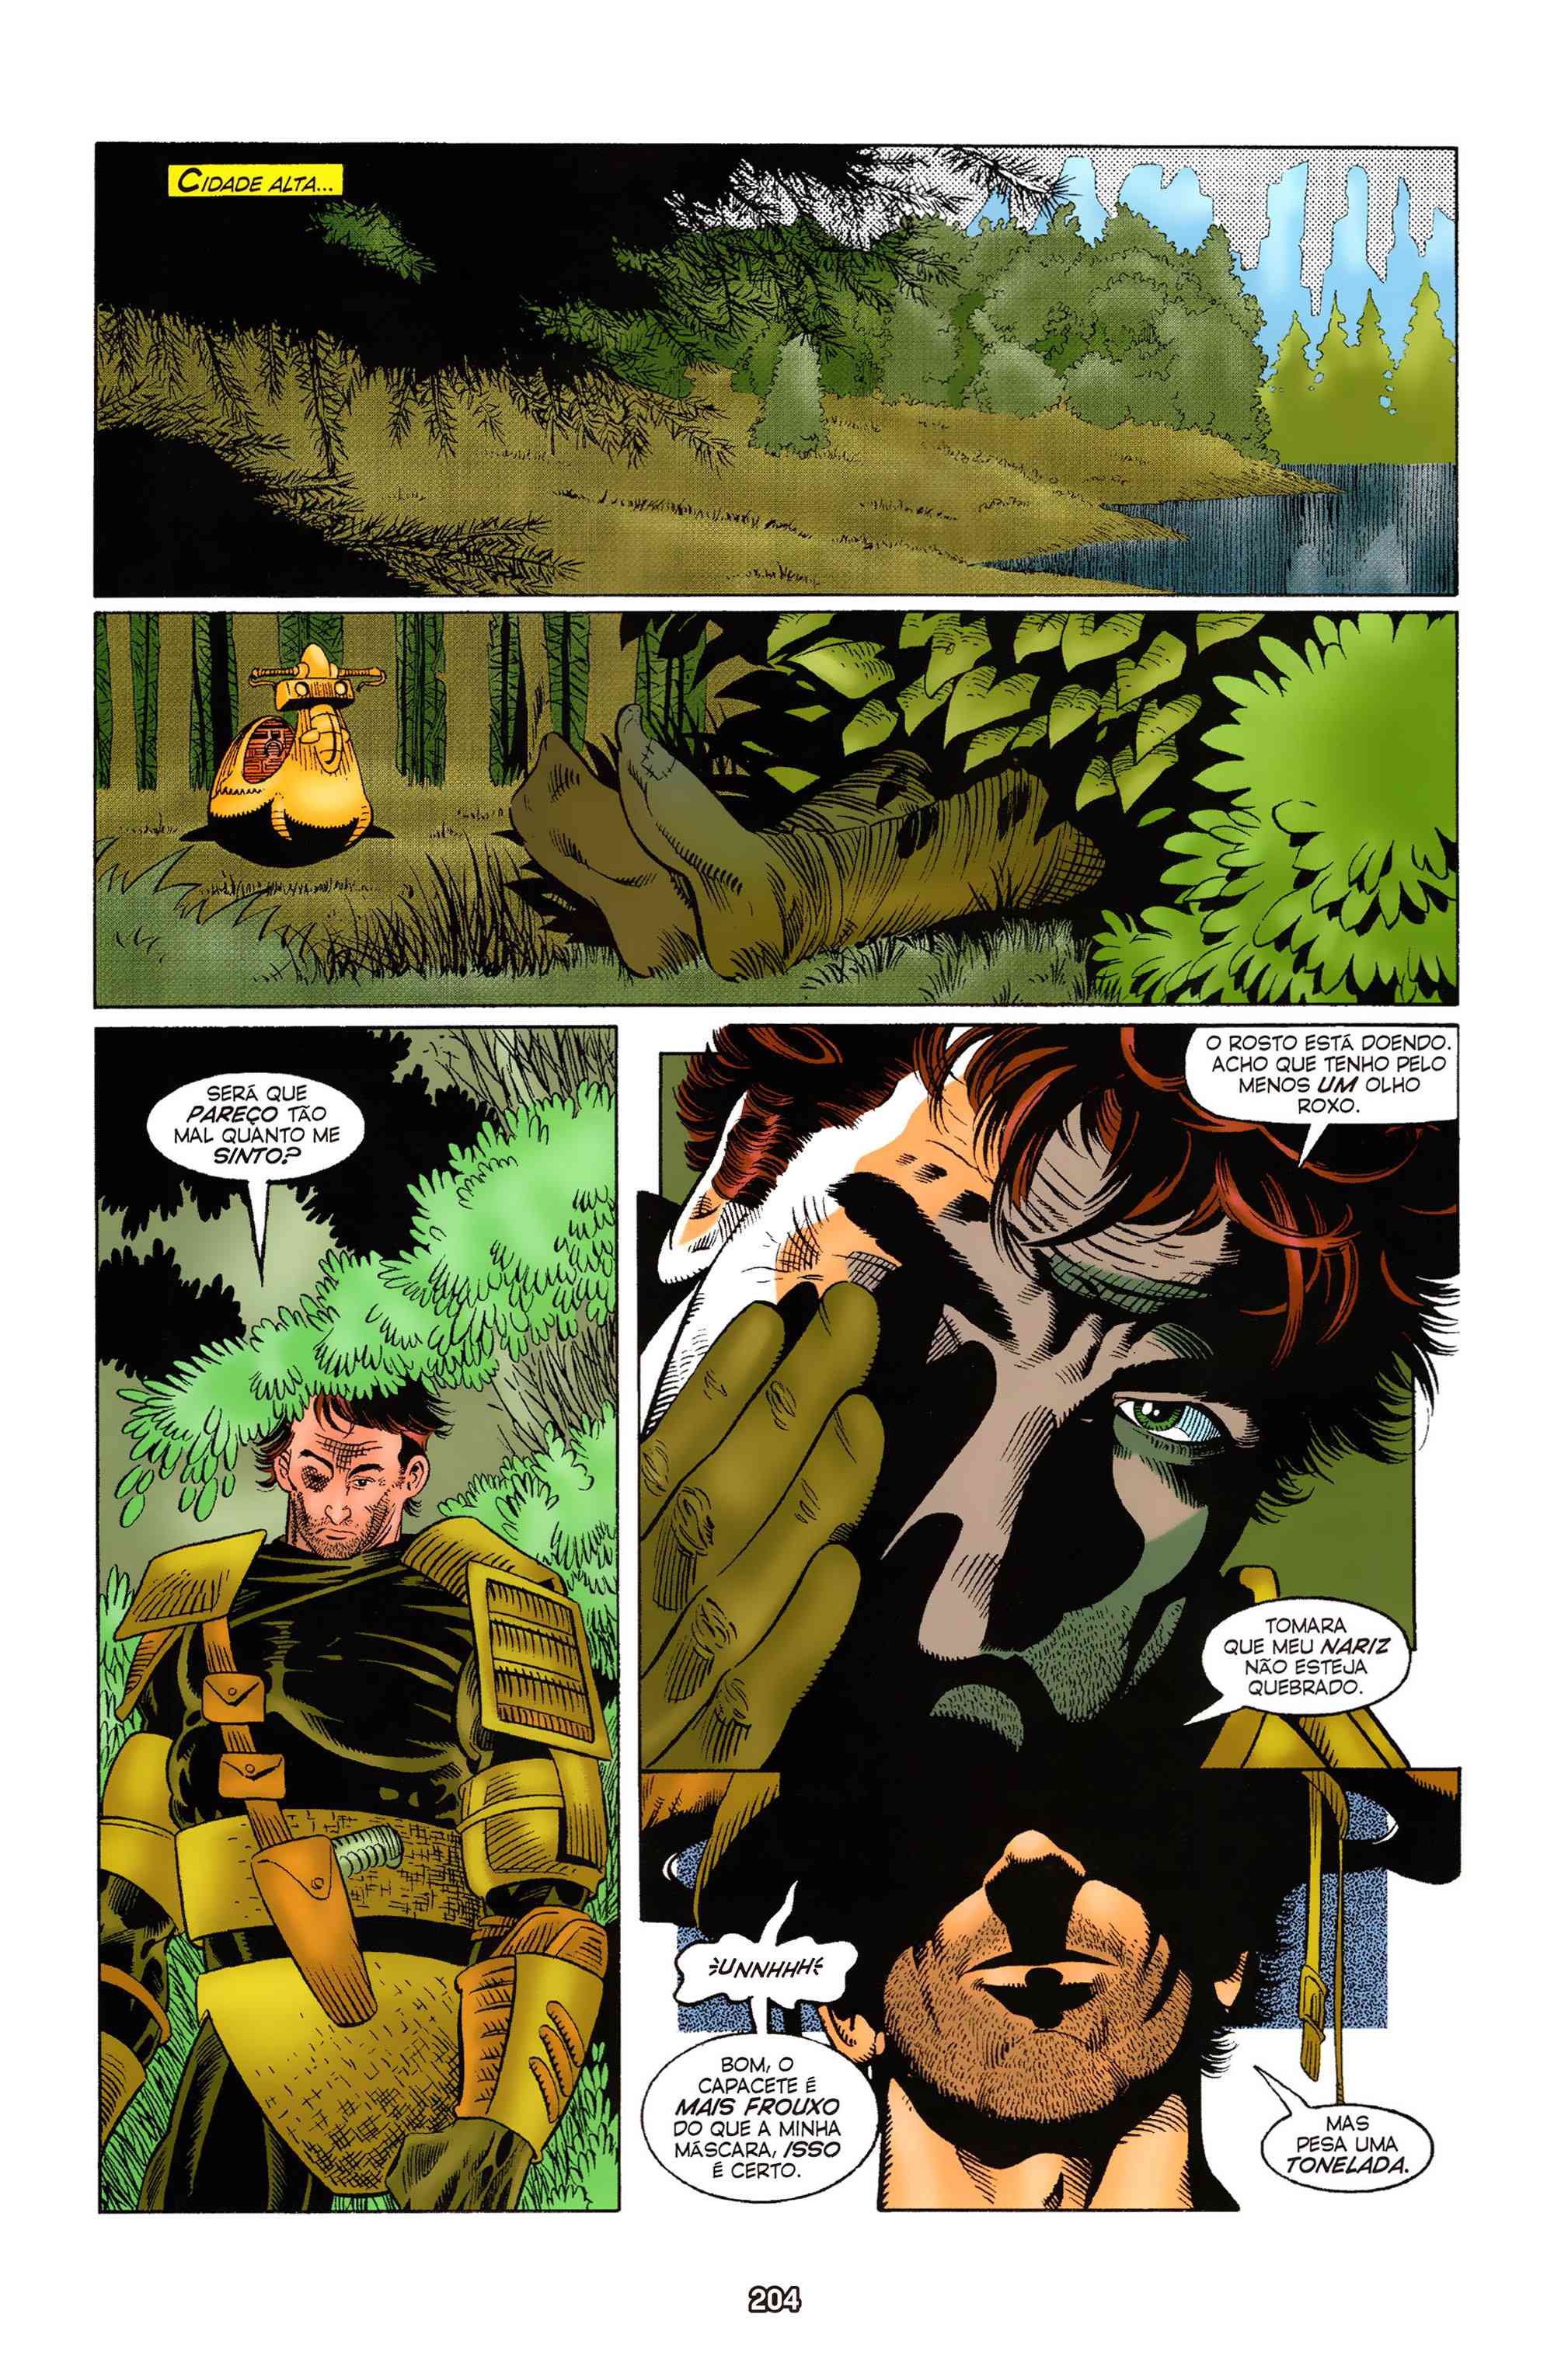 CIDADE ALTA...
SERÁ QUE
PAREÇO TÃO
MAL QUANTO ME
SINTO?
O ROSTO ESTÁ DOENDO.
ACHO QUE TENHO PELO
MENOS UM OLHO
ROXO.
TOMARA
QUE MEU NARIZ
NÃO ESTEJA
QUEBRADO.
UNNHHH
BOM, O
CAPACETE É
MAIS FROUXO
DO QUE A MINHA
MÁSCARA, ISSO
É CERTO.
MAS
PESA UMA
TONELADA.
204